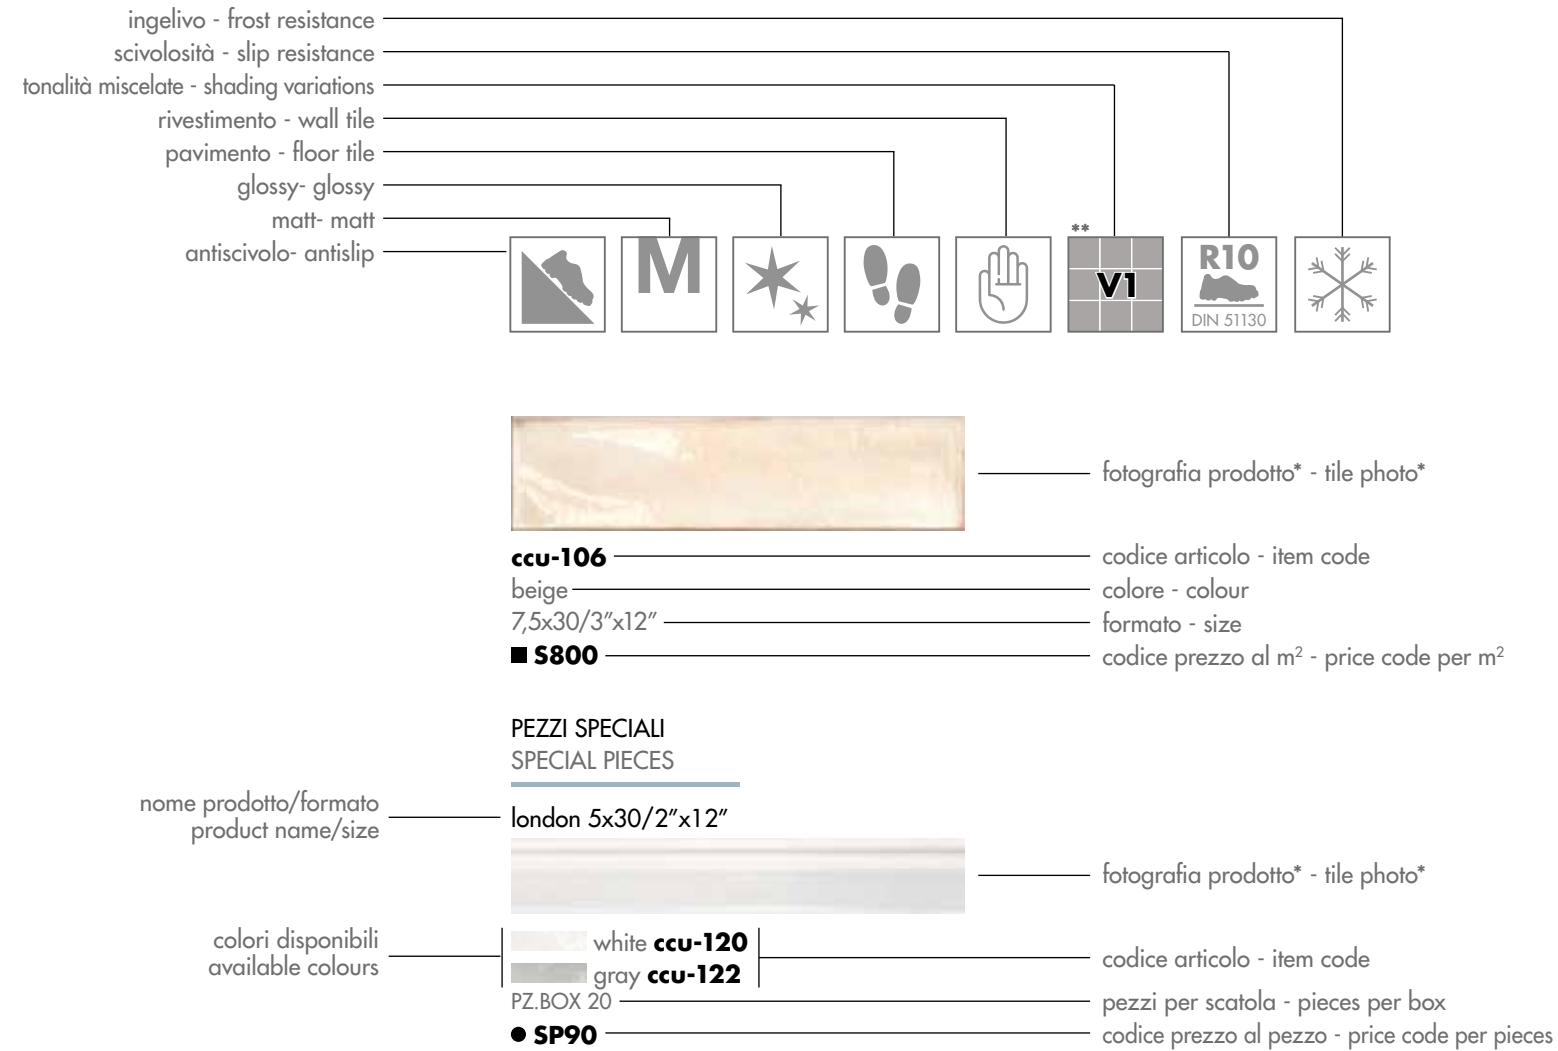 ingelivo - frost resistance
scivolosità - slip resistance
tonalità miscelate - shading variations
rivestimento - wall tile
pavimento - floor tile
glossy- glossy
matt- matt
antiscivolo- antislip
M
**
V1
R10
DIN 51130
fotografia prodotto* - tile photo*
ccu-106
codice articolo - item code
beige
colore - colour
7,5x30/3”x12”
formato - size
■ S800
codice prezzo al m² - price code per m²
PEZZI SPECIALI
SPECIAL PIECES
nome prodotto/formato
product name/size
london 5x30/2”x12”
fotografia prodotto* - tile photo*
colori disponibili
available colours
white ccu-120
gray ccu-122
codice articolo - item code
PZ.BOX 20
pezzi per scatola - pieces per box
● SP90
codice prezzo al pezzo - price code per pieces